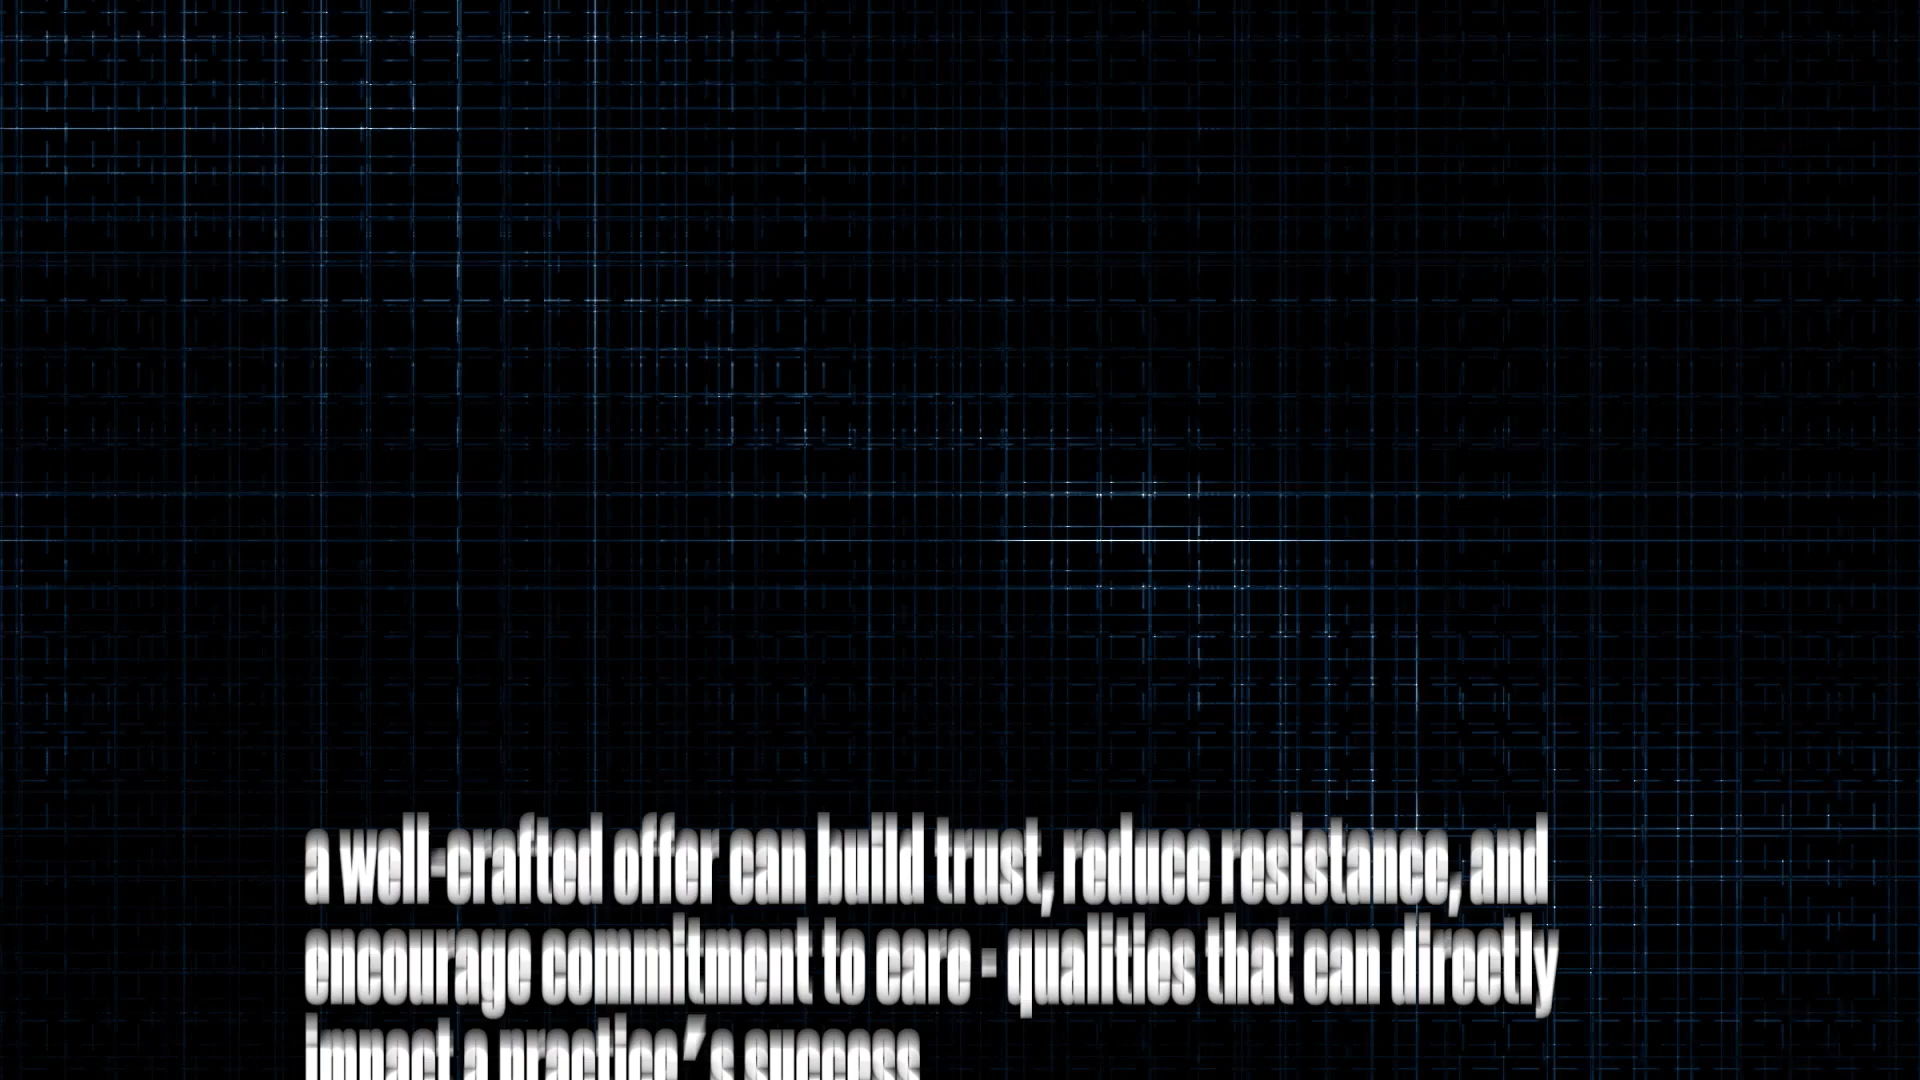 a well-crafted offer can build trust, reduce resistance, and
encourage commitment to care - qualities that can directly
impact a practice’s success